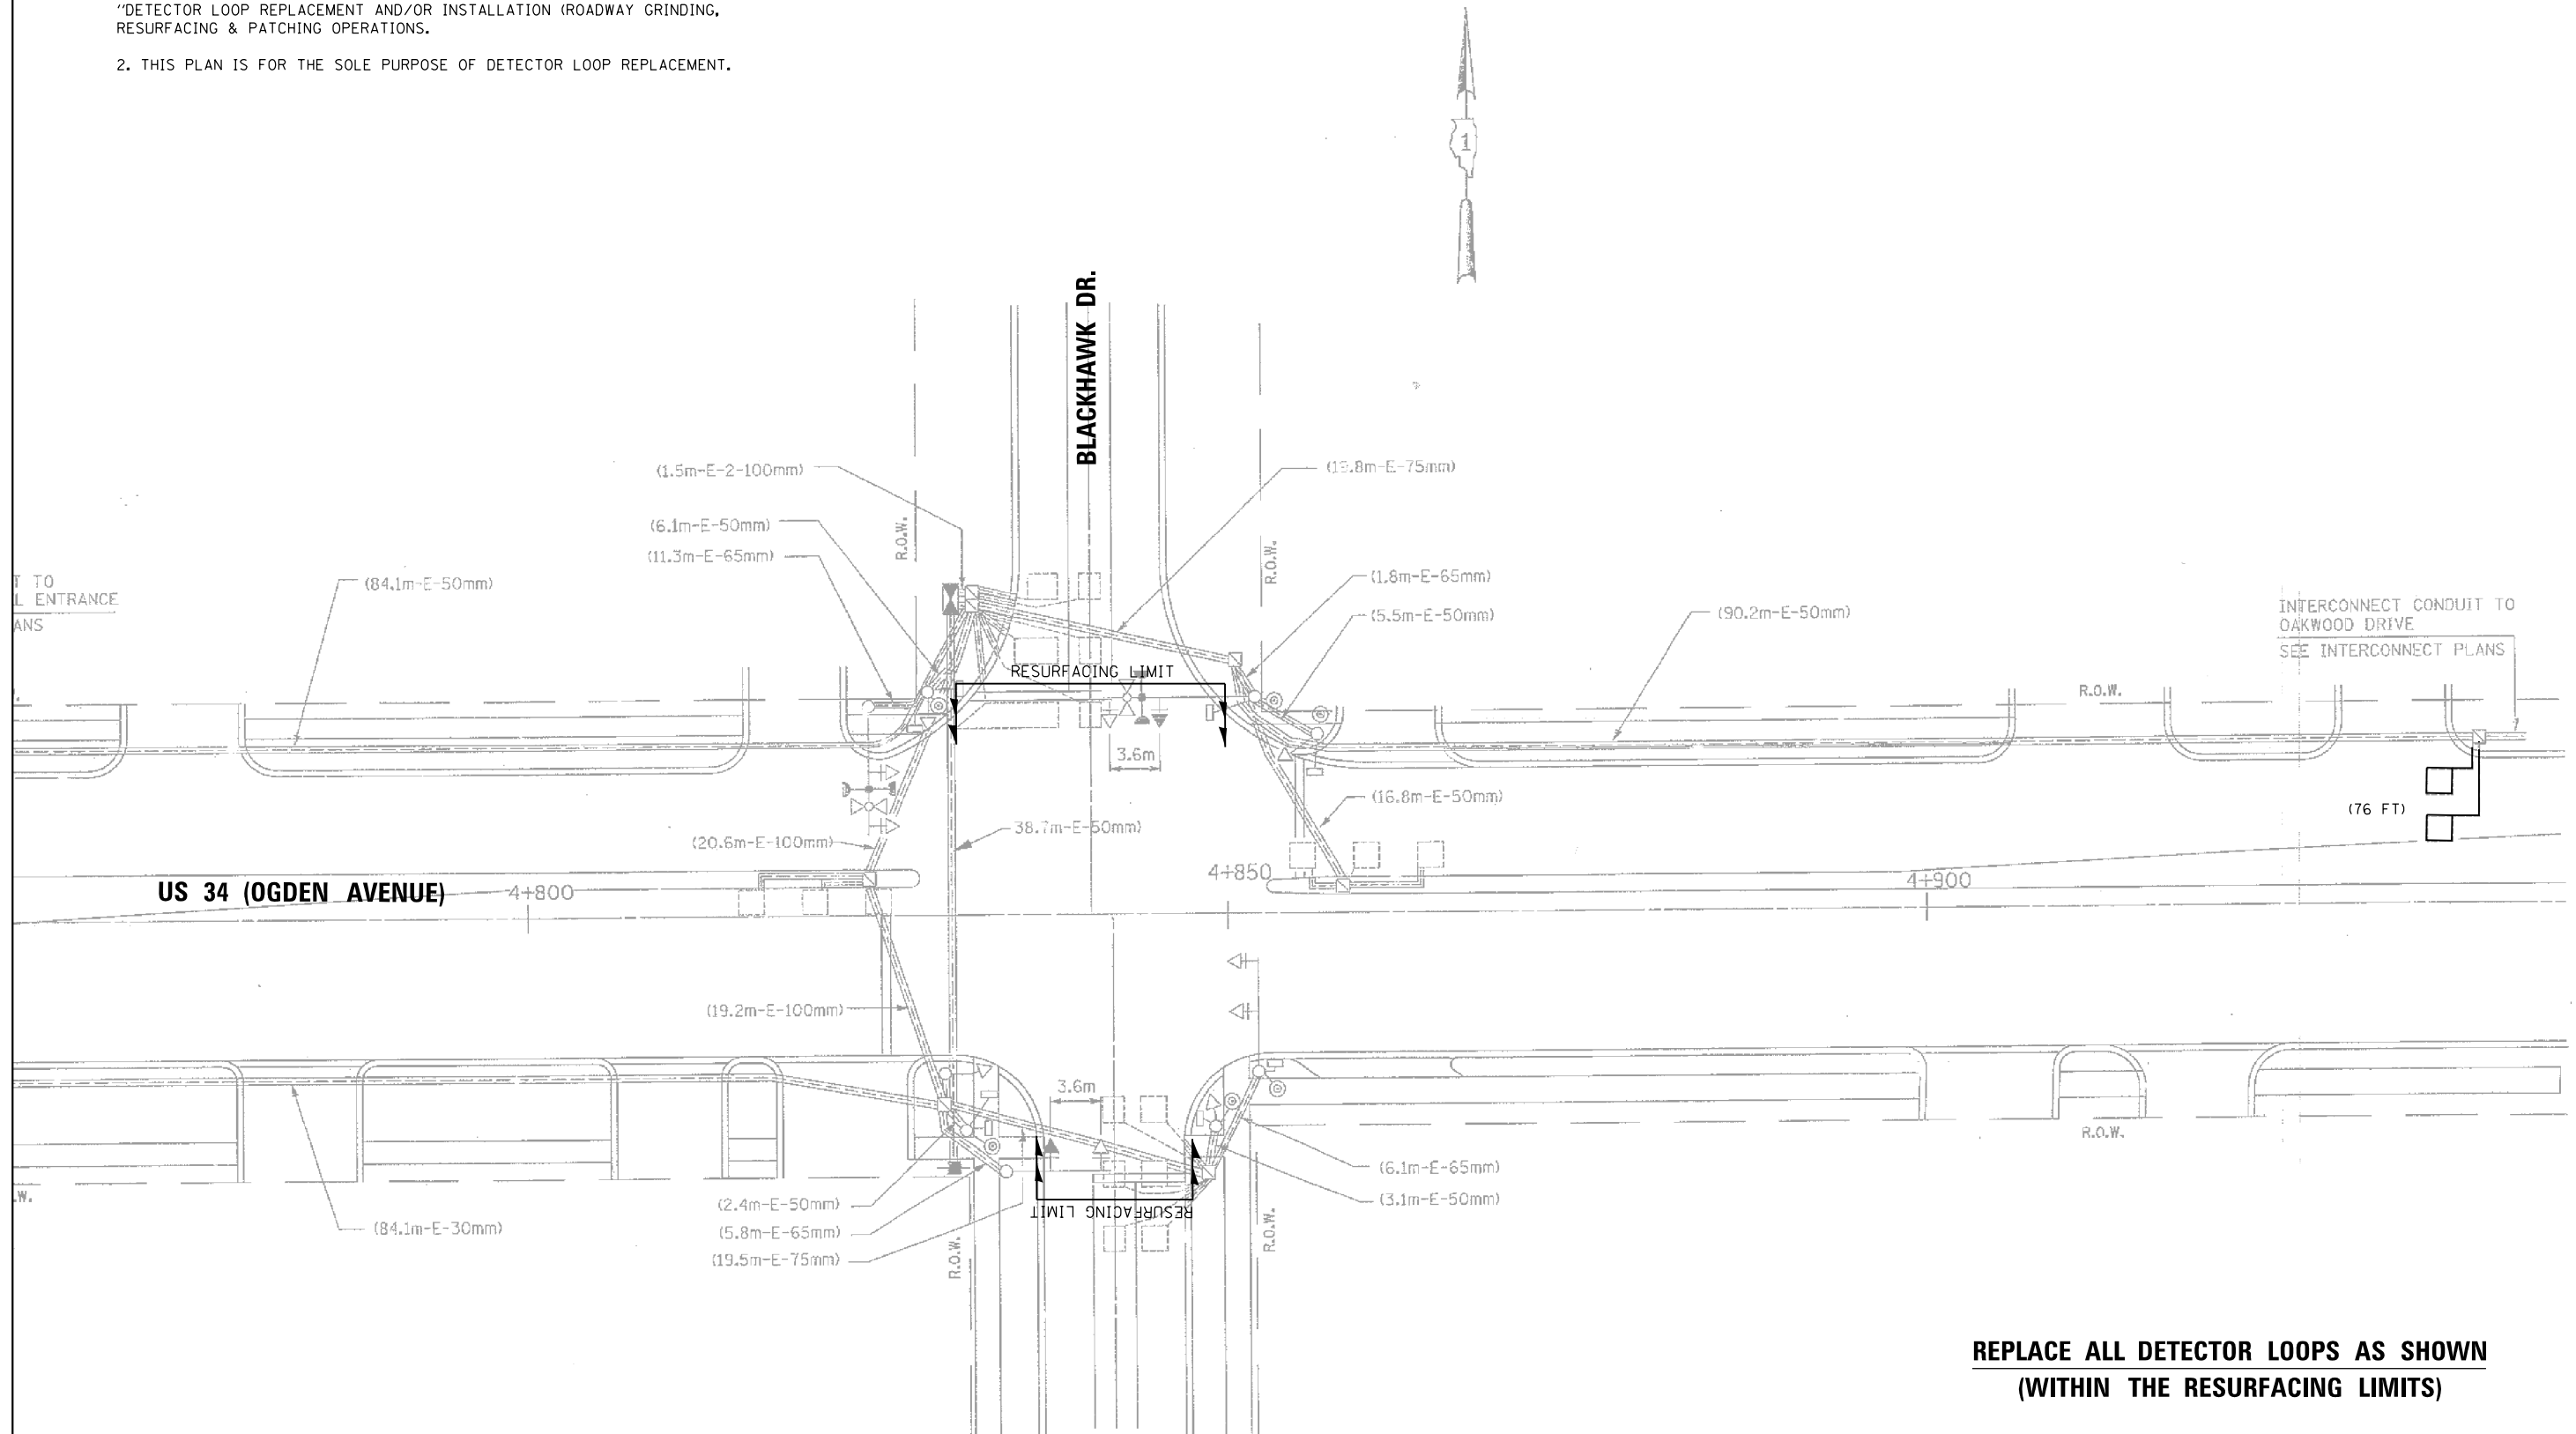 "DETECTOR LOOP REPLACEMENT AND/OR INSTALLATION (ROADWAY GRINDING,
RESURFACING & PATCHING OPERATIONS.
2. THIS PLAN IS FOR THE SOLE PURPOSE OF DETECTOR LOOP REPLACEMENT.
1
BLACKHAWK DR.
(1.5m-E-2-100mm)
(6.1m-E-50mm)
(11.3m-E-65mm)
R.O.W.
(84.1m-E-50mm)
T TO
L ENTRANCE
ANS
(19.8m-E-75mm)
R.O.W.
(1.8m-E-65mm)
(5.5m-E-50mm)
(90.2m-E-50mm)
INTERCONNECT CONDUIT TO
OAKWOOD DRIVE
SEE INTERCONNECT PLANS
RESURFACING LIMIT
R.O.W.
3.6m
(16.8m-E-50mm)
(76 FT)
38.7m-E-50mm)
(20.6m-E-100mm)
US 34 (OGDEN AVENUE)
4+800
4+850
4+900
(19.2m-E-100mm)
3.6m
R.O.W.
.W.
(6.1m-E-65mm)
(3.1m-E-50mm)
(2.4m-E-50mm)
(5.8m-E-65mm)
(19.5m-E-75mm)
(84.1m-E-30mm)
RESURFACING LIMIT
R.O.W.
R.O.W.
REPLACE ALL DETECTOR LOOPS AS SHOWN
(WITHIN THE RESURFACING LIMITS)